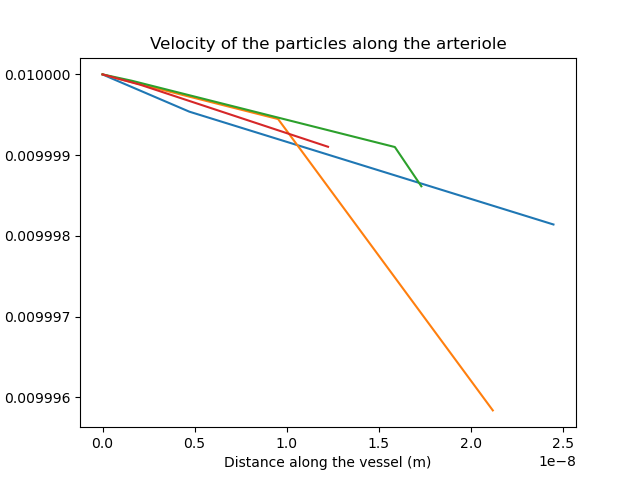 Velocity of the particles along the arteriole
0.010000
0.009999
0.009998
0.009997
0.009996
0.0 0.5 1.0 1.5 2.0 2.5
1e−8
Distance along the vessel (m)